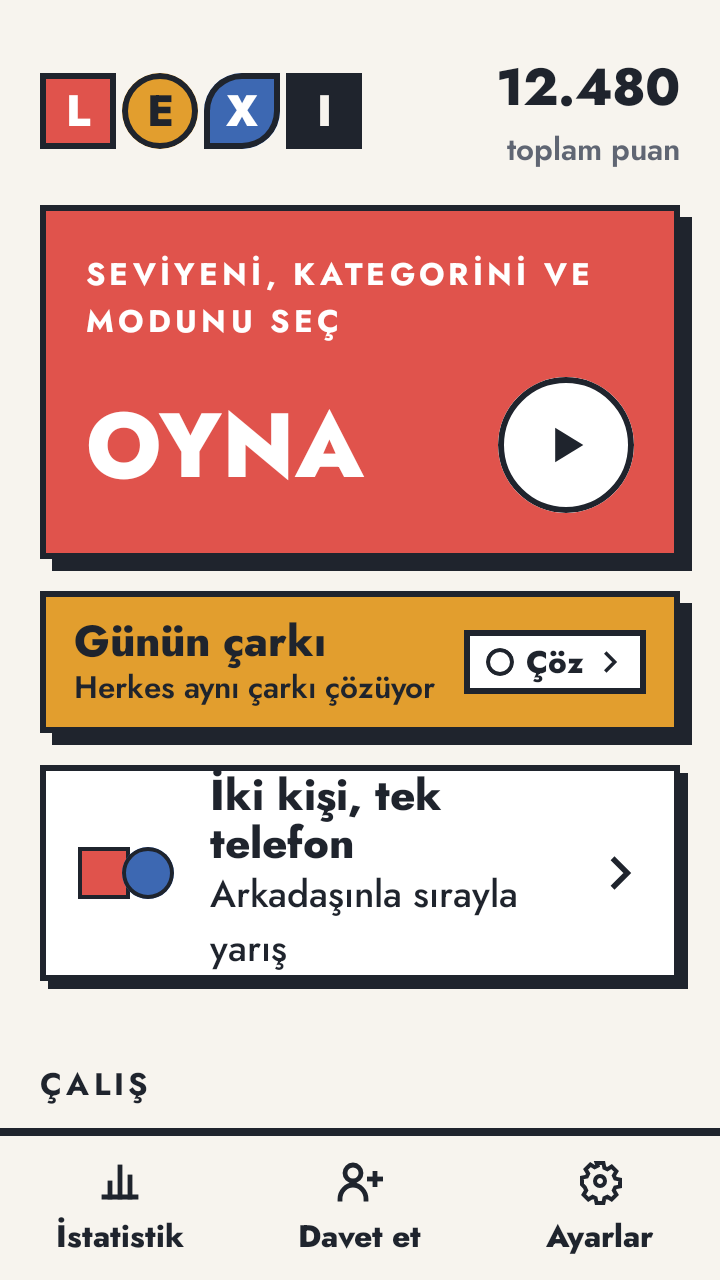 LEXI
12.480
toplam puan
SEVİYENİ, KATEGORİNİ VE
MODUNU SEÇ
OYNA
Günün çarkı
Herkes aynı çarkı çözüyor
Çöz
İki kişi, tek
telefon
Arkadaşınla sırayla
yarış
ÇALIŞ
İstatistik
Davet et
Ayarlar